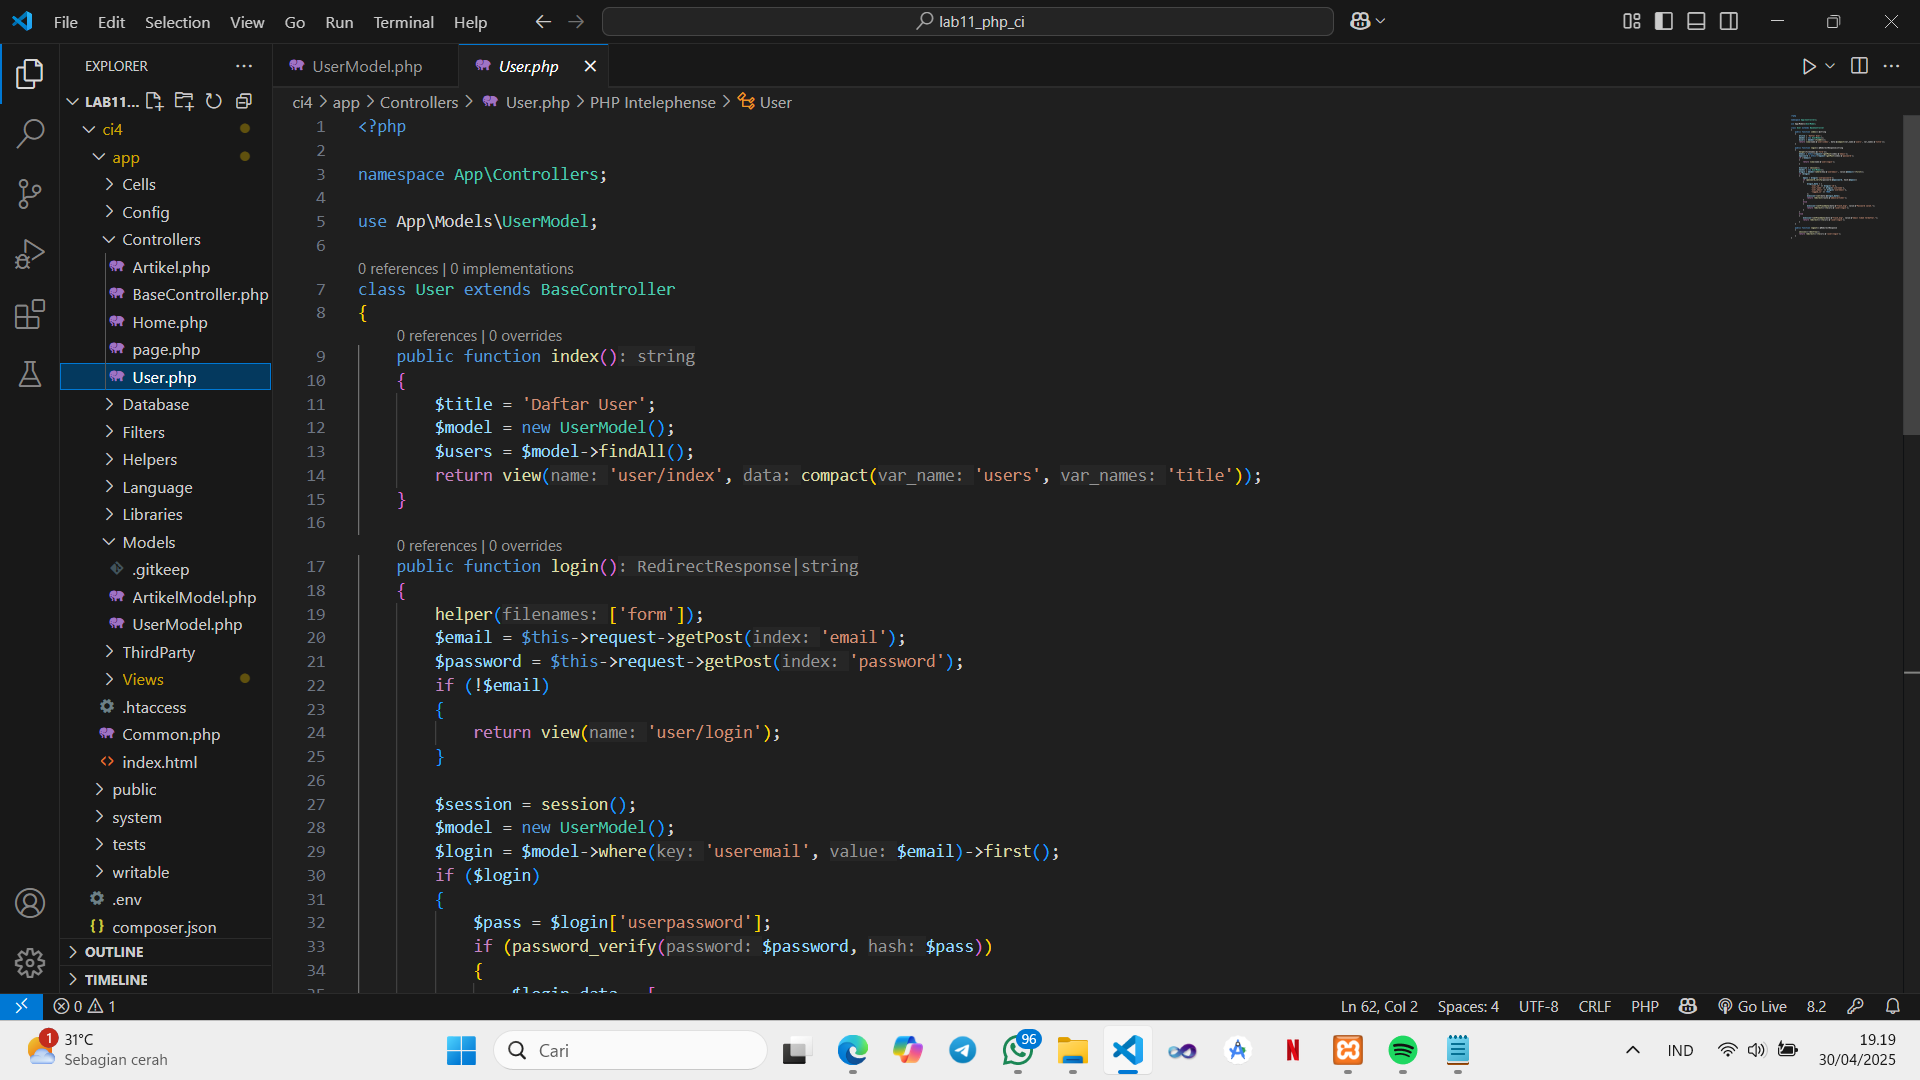 File Edit Selection View Go Run Terminal Help
lab11_php_ci
EXPLORER
LAB11...
ci4
app
Cells
Config
Controllers
Artikel.php
BaseController.php
Home.php
page.php
User.php
Database
Filters
Helpers
Language
Libraries
Models
.gitkeep
ArtikelModel.php
UserModel.php
ThirdParty
Views
.htaccess
Common.php
index.html
public
system
tests
writable
.env
composer.json
OUTLINE
TIMELINE
UserModel.php
User.php
ci4 > app > Controllers > User.php > PHP Intelephense > User
1 <?php
2
3 namespace App\Controllers;
4
5 use App\Models\UserModel;
6
0 references | 0 implementations
7 class User extends BaseController
8 {
0 references | 0 overrides
9 public function index(): string
10 {
11 $title = 'Daftar User';
12 $model = new UserModel();
13 $users = $model->findAll();
14 return view(name: 'user/index', data: compact(var_name: 'users', var_names: 'title'));
15 }
16
0 references | 0 overrides
17 public function login(): RedirectResponse|string
18 {
19 helper(filenames: ['form']);
20 $email = $this->request->getPost(index: 'email');
21 $password = $this->request->getPost(index: 'password');
22 if (!$email)
23 {
24 return view(name: 'user/login');
25 }
26
27 $session = session();
28 $model = new UserModel();
29 $login = $model->where(key: 'useremail', value: $email)->first();
30 if ($login)
31 {
32 $pass = $login['userpassword'];
33 if (password_verify(password: $password, hash: $pass))
34 {
35 $login_data = [
0 1
Ln 62, Col 2 Spaces: 4 UTF-8 CRLF PHP Go Live 8.2
1
31°C
Sebagian cerah
Cari
96
IND
19.19
30/04/2025